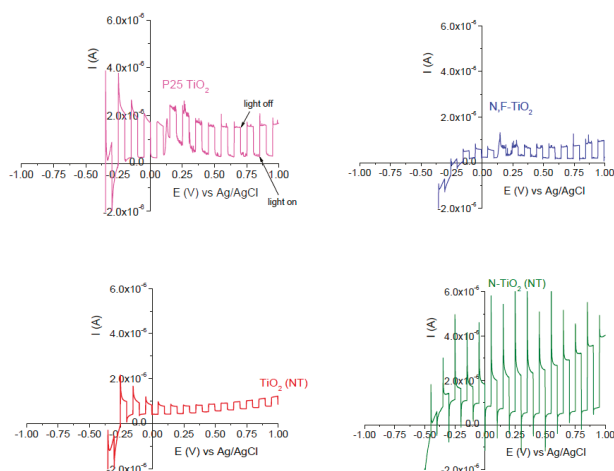 6.0x10⁻⁶
4.0x10⁻⁶
2.0x10⁻⁶
0.0
-2.0x10⁻⁶
I (A)
P25 TiO₂
light off
light on
-1.00 -0.75 -0.50 -0.25 0.00 0.25 0.50 0.75 1.00
E (V) vs Ag/AgCl
6.0x10⁻⁶
4.0x10⁻⁶
2.0x10⁻⁶
0.0
-2.0x10⁻⁶
I (A)
N,F-TiO₂
-1.00 -0.75 -0.50 -0.25 0.00 0.25 0.50 0.75 1.00
E (V) vs Ag/AgCl
6.0x10⁻⁶
4.0x10⁻⁶
2.0x10⁻⁶
0.0
-2.0x10⁻⁶
I (A)
TiO₂ (NT)
-1.00 -0.75 -0.50 -0.25 0.00 0.25 0.50 0.75 1.00
E (V) vs Ag/AgCl
N-TiO₂ (NT)
6.0x10⁻⁶
4.0x10⁻⁶
2.0x10⁻⁶
0.0
-2.0x10⁻⁶
I (A)
-1.00 -0.75 -0.50 -0.25 0.00 0.25 0.50 0.75 1.00
E (V) vs Ag/AgCl